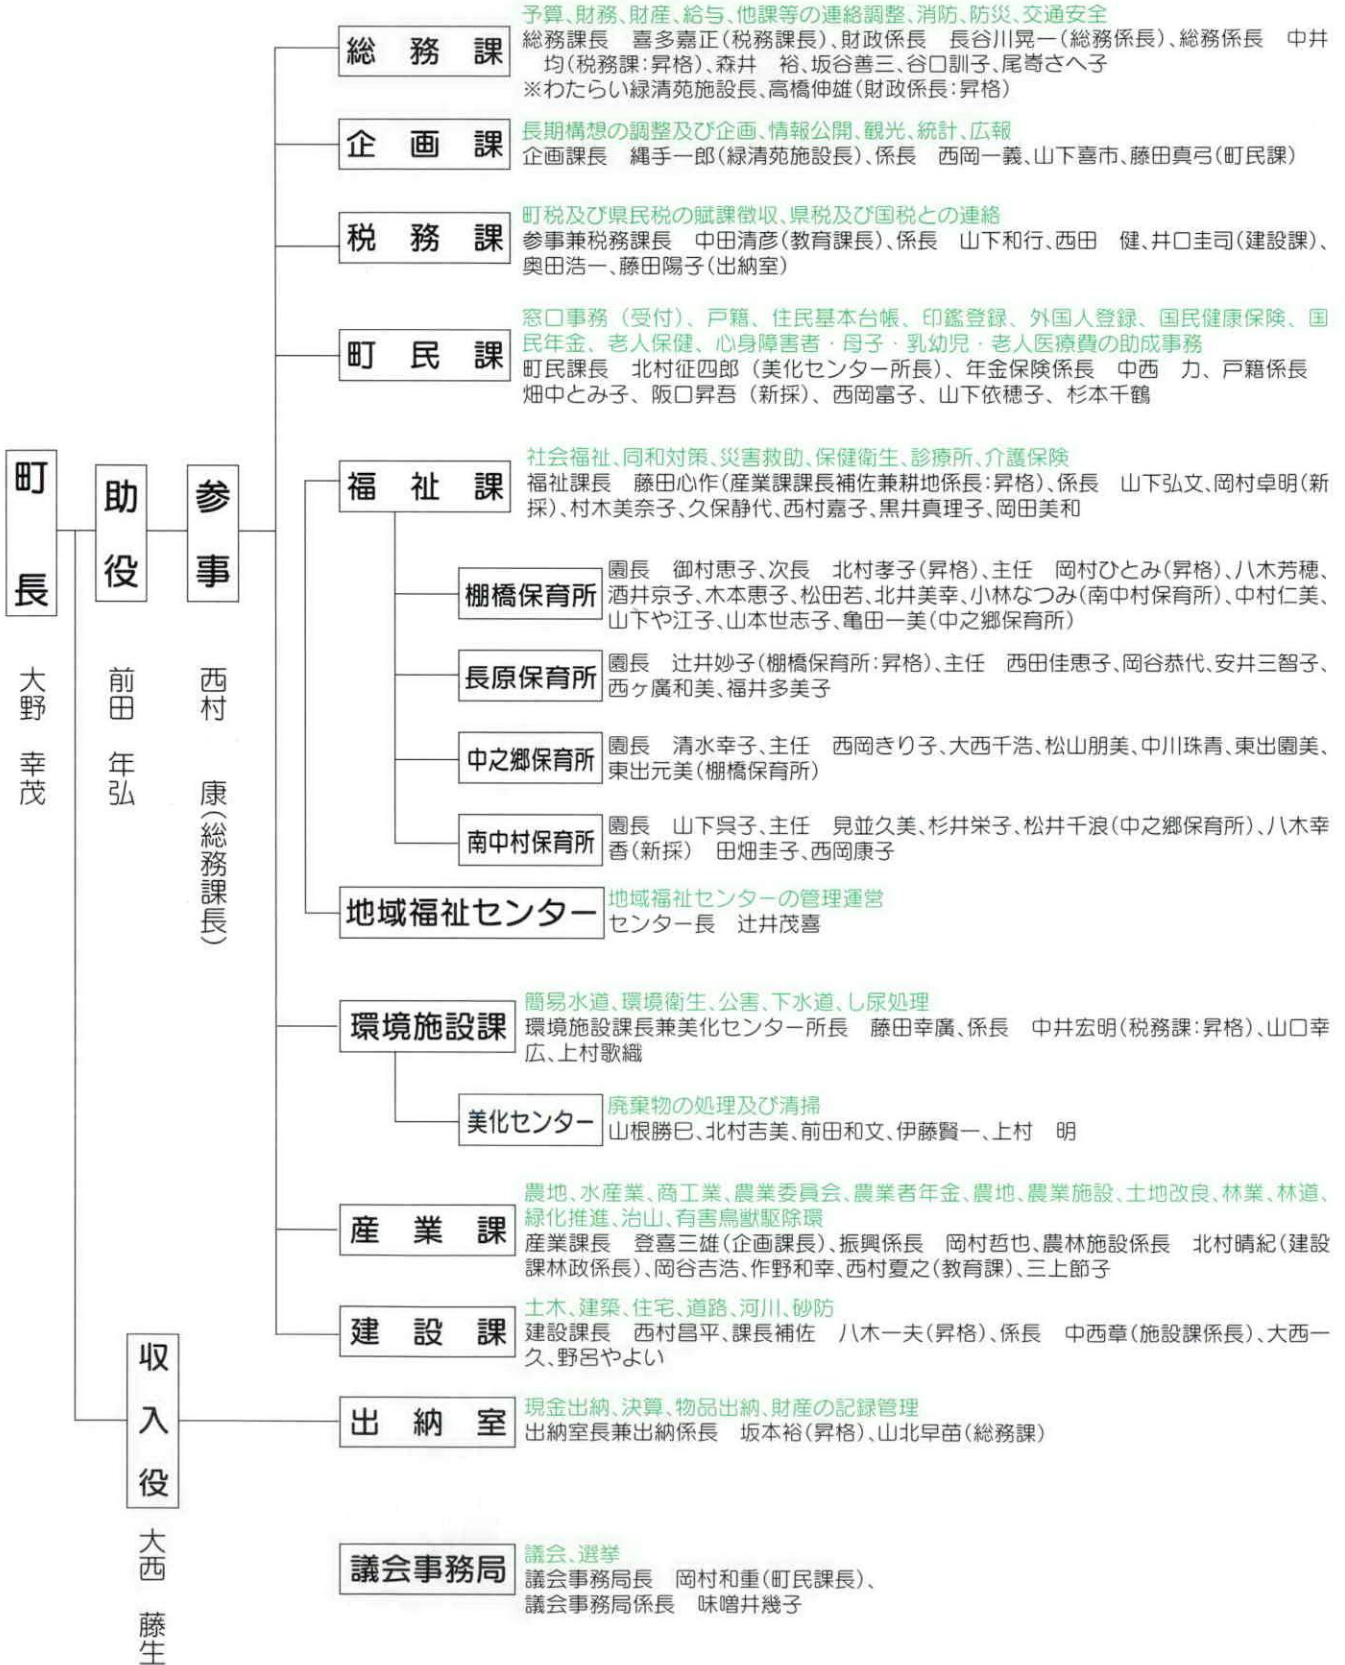 町長
大野 幸茂
助役
前田 年弘
参事
西村 康(総務課長)
総務課
予算、財務、財産、給与、他課等の連絡調整、消防、防災、交通安全
総務課長 喜多嘉正(税務課長)、財政係長 長谷川晃一(総務係長)、総務係長 中井
均(税務課:昇格)、森井 裕、坂谷善三、谷口訓子、尾㟢さへ子
※わたらい緑清苑施設長、高橋伸雄(財政係長:昇格)
企画課
長期構想の調整及び企画、情報公開、観光、統計、広報
企画課長 縄手一郎(緑清苑施設長)、係長 西岡一義、山下喜市、藤田真弓(町民課)
税務課
町税及び県民税の賦課徴収、県税及び国税との連絡
参事兼税務課長 中田清彦(教育課長)、係長 山下和行、西田 健、井口圭司(建設課)、
奥田浩一、藤田陽子(出納室)
町民課
窓口事務(受付)、戸籍、住民基本台帳、印鑑登録、外国人登録、国民健康保険、国
民年金、老人保健、心身障害者・母子・乳幼児・老人医療費の助成事務
町民課長 北村征四郎(美化センター所長)、年金保険係長 中西 力、戸籍係長
畑中とみ子、阪口昇吾(新採)、西岡富子、山下依穂子、杉本千鶴
福祉課
社会福祉、同和対策、災害救助、保健衛生、診療所、介護保険
福祉課長 藤田心作(産業課課長補佐兼耕地係長:昇格)、係長 山下弘文、岡村卓明(新
採)、村木美奈子、久保静代、西村嘉子、黒井真理子、岡田美和
棚橋保育所
園長 御村恵子、次長 北村孝子(昇格)、主任 岡村ひとみ(昇格)、八木芳穂、
酒井京子、木本恵子、松田若、北井美幸、小林なつみ(南中村保育所)、中村仁美、
山下や江子、山本世志子、亀田一美(中之郷保育所)
長原保育所
園長 辻井妙子(棚橋保育所:昇格)、主任 西田佳恵子、岡谷恭代、安井三智子、
西ヶ廣和美、福井多美子
中之郷保育所
園長 清水幸子、主任 西岡きり子、大西千浩、松山朋美、中川珠青、東出園美、
東出元美(棚橋保育所)
南中村保育所
園長 山下呉子、主任 見並久美、杉井栄子、松井千浪(中之郷保育所)、八木幸
香(新採) 田畑圭子、西岡康子
地域福祉センター
地域福祉センターの管理運営
センター長 辻井茂喜
環境施設課
簡易水道、環境衛生、公害、下水道、し尿処理
環境施設課長兼美化センター所長 藤田幸廣、係長 中井宏明(税務課:昇格)、山口幸
広、上村歌織
美化センター
廃棄物の処理及び清掃
山根勝巳、北村吉美、前田和文、伊藤賢一、上村 明
産業課
農地、水産業、商工業、農業委員会、農業者年金、農地、農業施設、土地改良、林業、林道、
緑化推進、治山、有害鳥獣駆除環
産業課長 登喜三雄(企画課長)、振興係長 岡村哲也、農林施設係長 北村晴紀(建設
課林政係長)、岡谷吉浩、作野和幸、西村夏之(教育課)、三上節子
建設課
土木、建築、住宅、道路、河川、砂防
建設課長 西村昌平、課長補佐 八木一夫(昇格)、係長 中西章(施設課係長)、大西一
久、野呂やよい
収入役
大西 藤生
出納室
現金出納、決算、物品出納、財産の記録管理
出納室長兼出納係長 坂本裕(昇格)、山北早苗(総務課)
議会事務局
議会、選挙
議会事務局長 岡村和重(町民課長)、
議会事務局係長 味噌井幾子